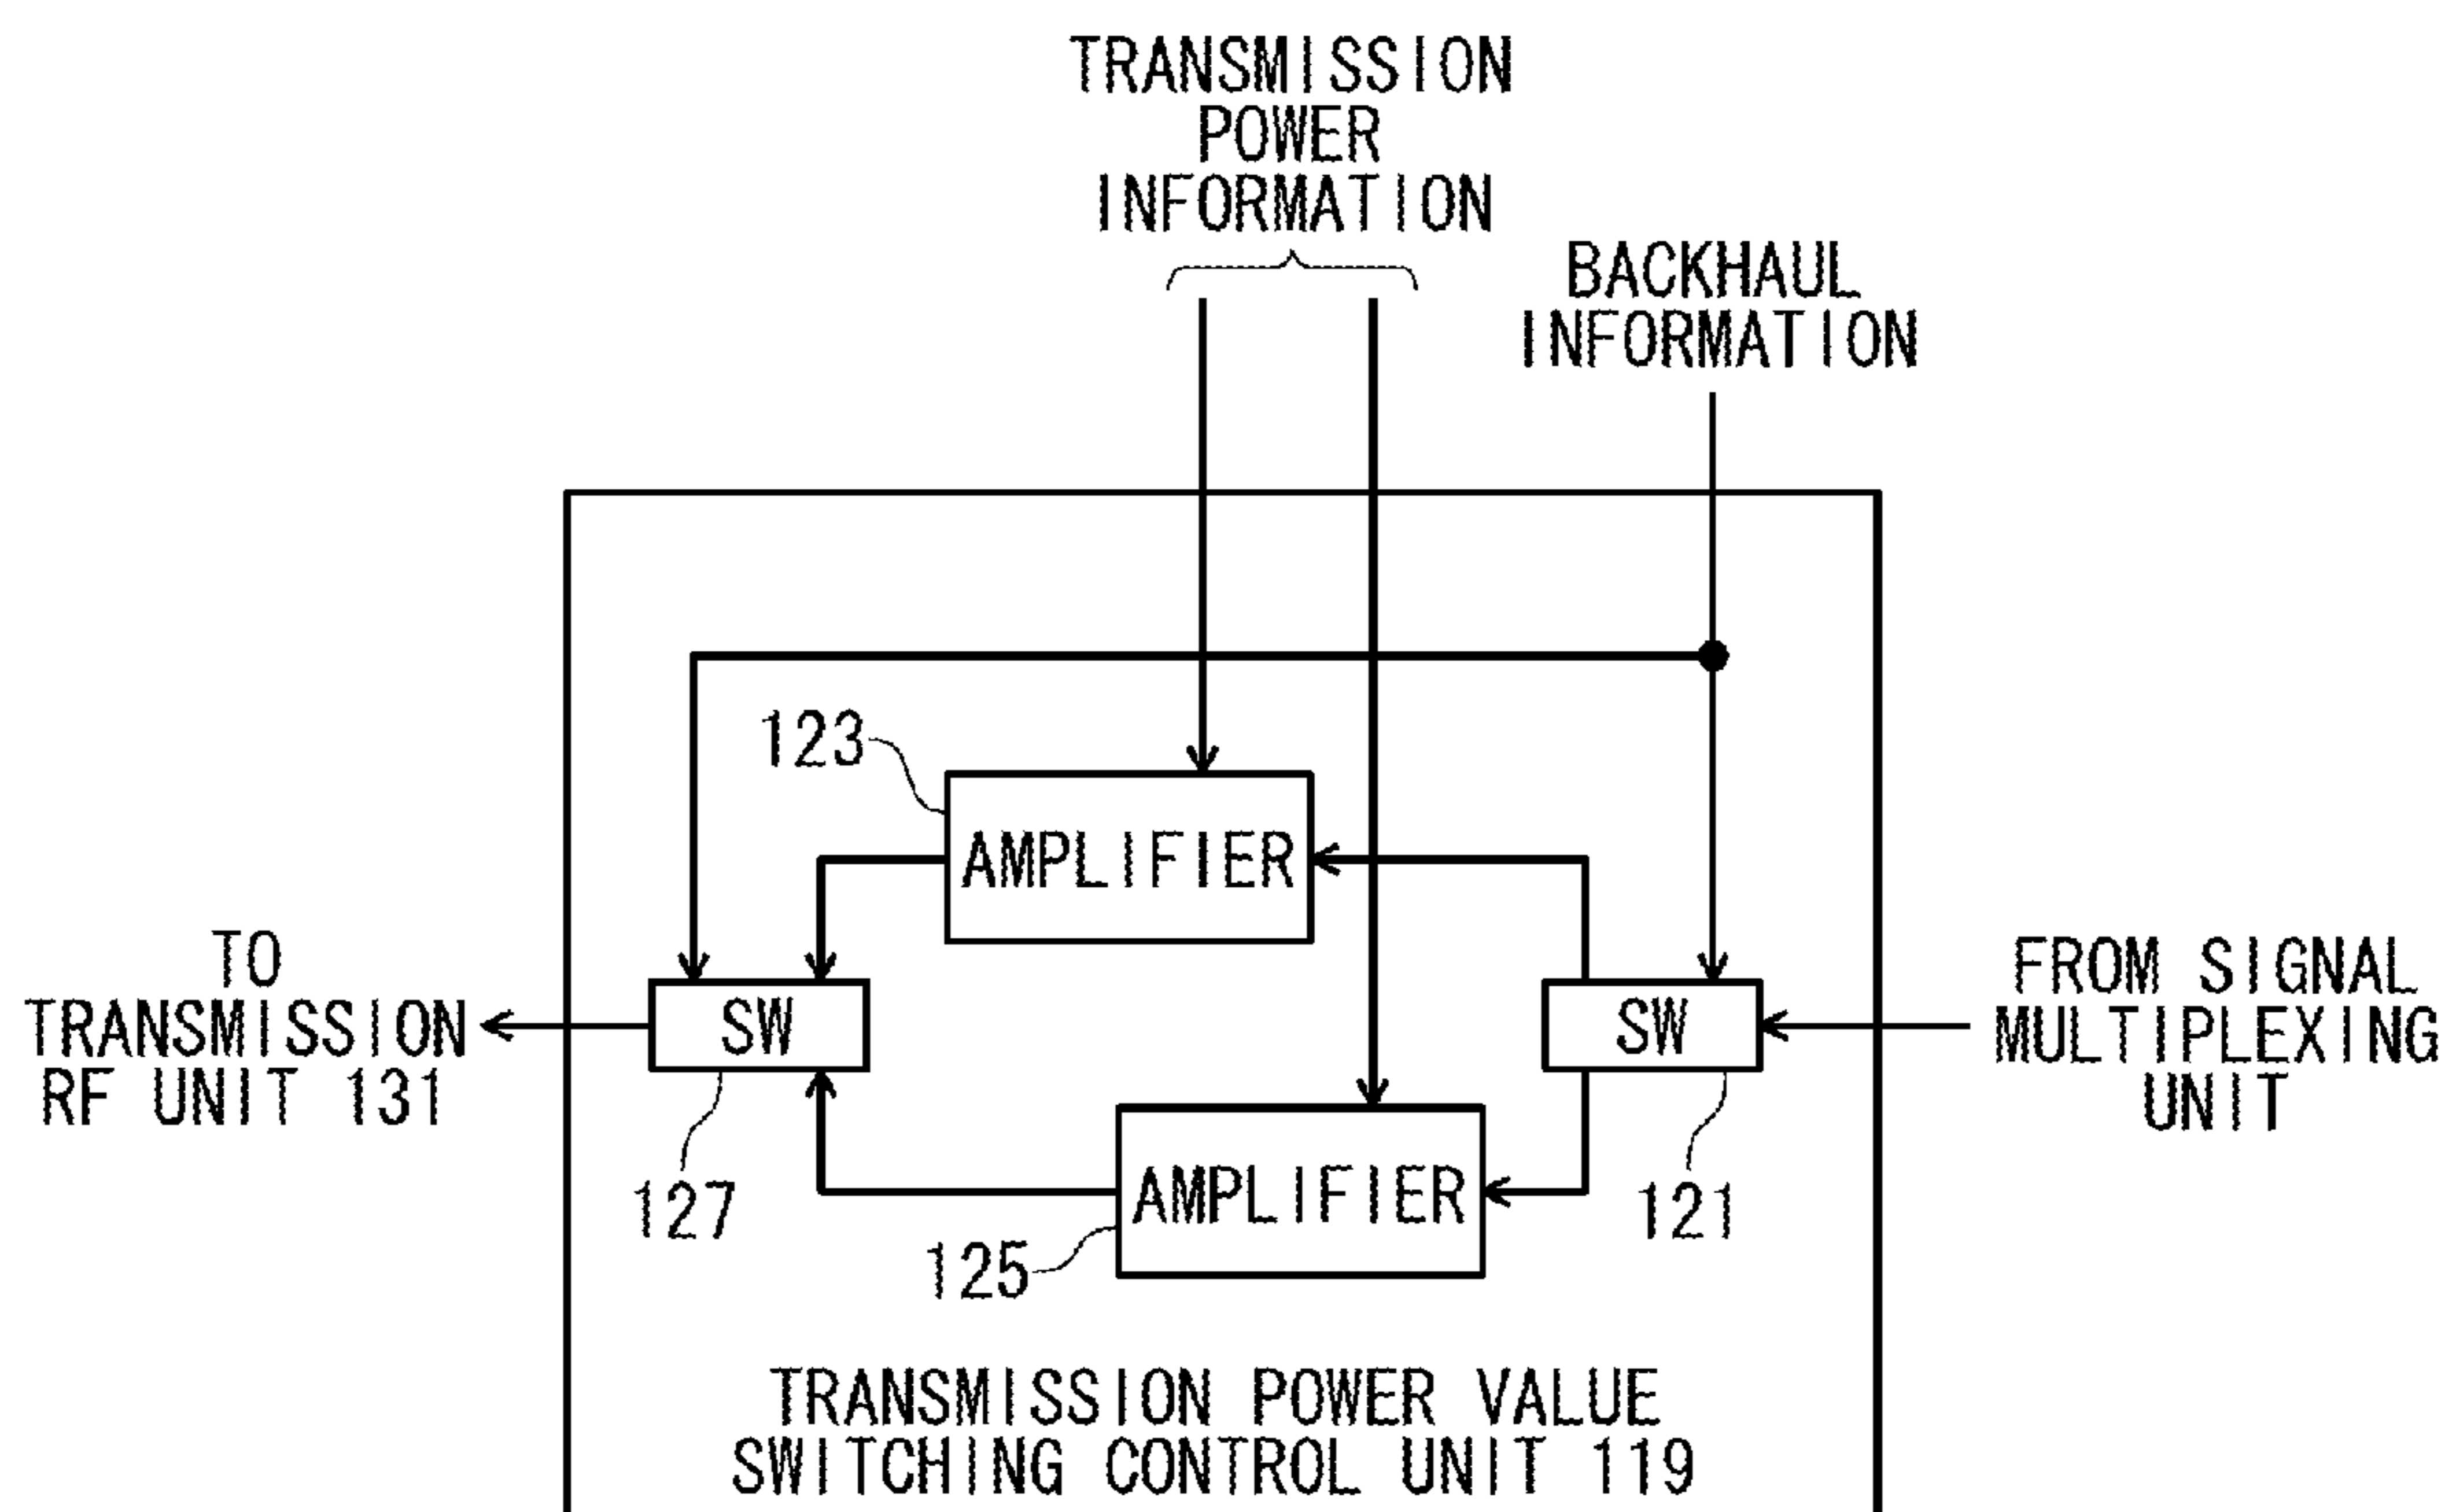 TRANSMISSION
POWER
INFORMATION
BACKHAUL
INFORMATION
123
AMPLIFIER
TO
TRANSMISSION
RF UNIT 131
SW
SW
FROM SIGNAL
MULTIPLEXING
UNIT
127
AMPLIFIER
121
125
TRANSMISSION POWER VALUE
SWITCHING CONTROL UNIT 119